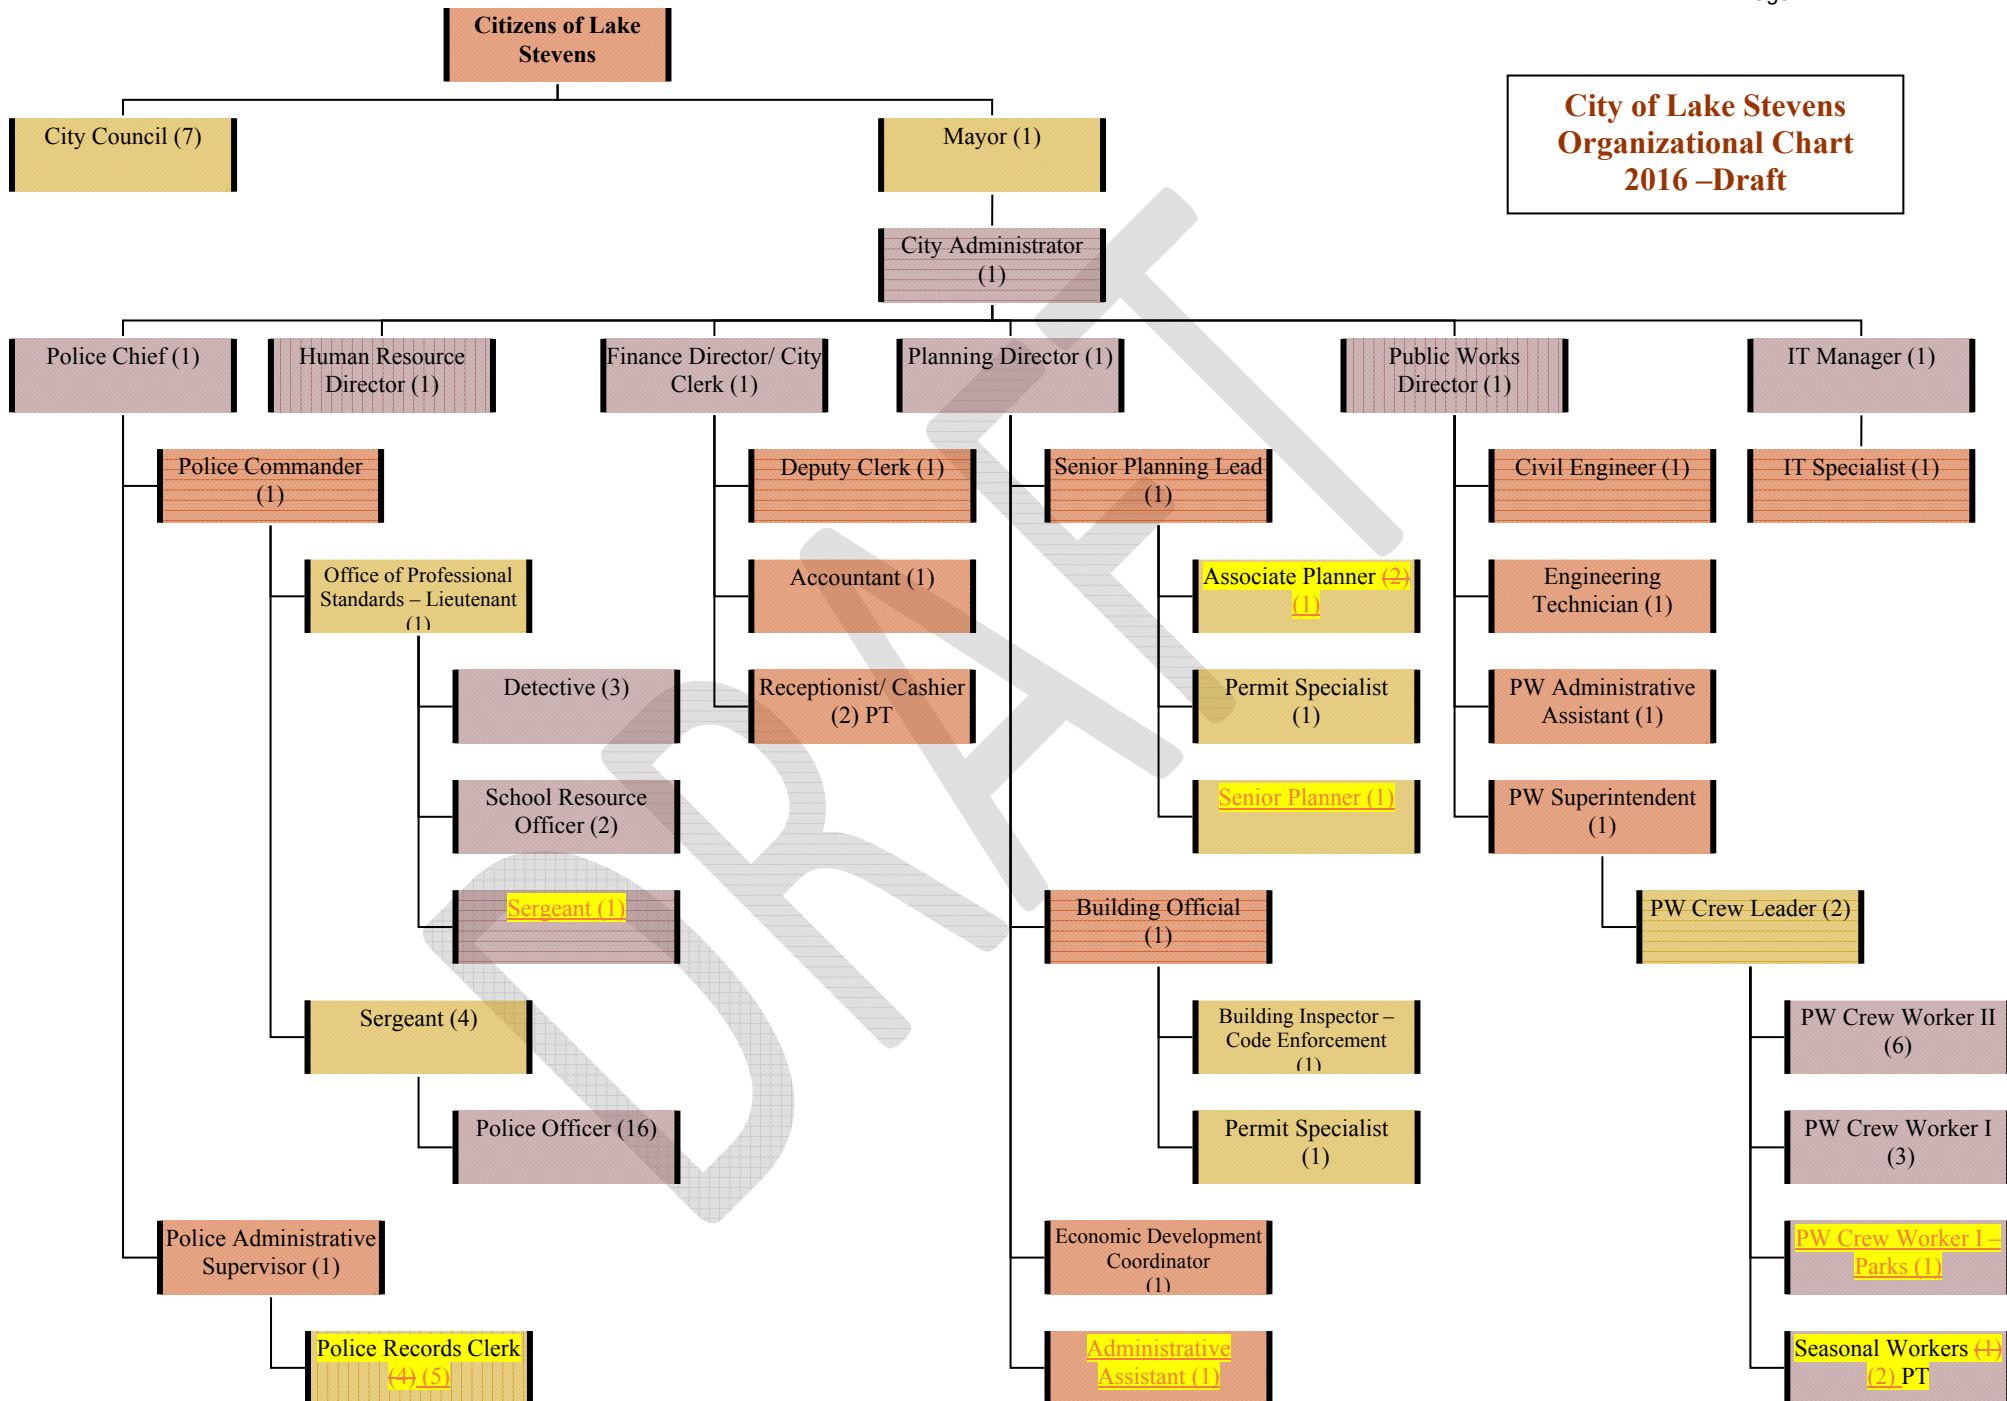 Citizens of Lake
Stevens
City of Lake Stevens
Organizational Chart
2016 –Draft
City Council (7)
Mayor (1)
City Administrator
(1)
Police Chief (1)
Human Resource
Director (1)
Finance Director/ City
Clerk (1)
Planning Director (1)
Public Works
Director (1)
IT Manager (1)
Police Commander
(1)
Deputy Clerk (1)
Senior Planning Lead
(1)
Civil Engineer (1)
IT Specialist (1)
Office of Professional
Standards – Lieutenant
(1)
Accountant (1)
Associate Planner (2)
(1)
Engineering
Technician (1)
Detective (3)
Receptionist/ Cashier
(2) PT
Permit Specialist
(1)
PW Administrative
Assistant (1)
School Resource
Officer (2)
Senior Planner (1)
PW Superintendent
(1)
Sergeant (1)
Building Official
(1)
PW Crew Leader (2)
Sergeant (4)
Building Inspector –
Code Enforcement
(1)
PW Crew Worker II
(6)
Police Officer (16)
Permit Specialist
(1)
PW Crew Worker I
(3)
Police Administrative
Supervisor (1)
Economic Development
Coordinator
(1)
PW Crew Worker I –
Parks (1)
Police Records Clerk
(4) (5)
Administrative
Assistant (1)
Seasonal Workers (1)
(2) PT
DRAFT